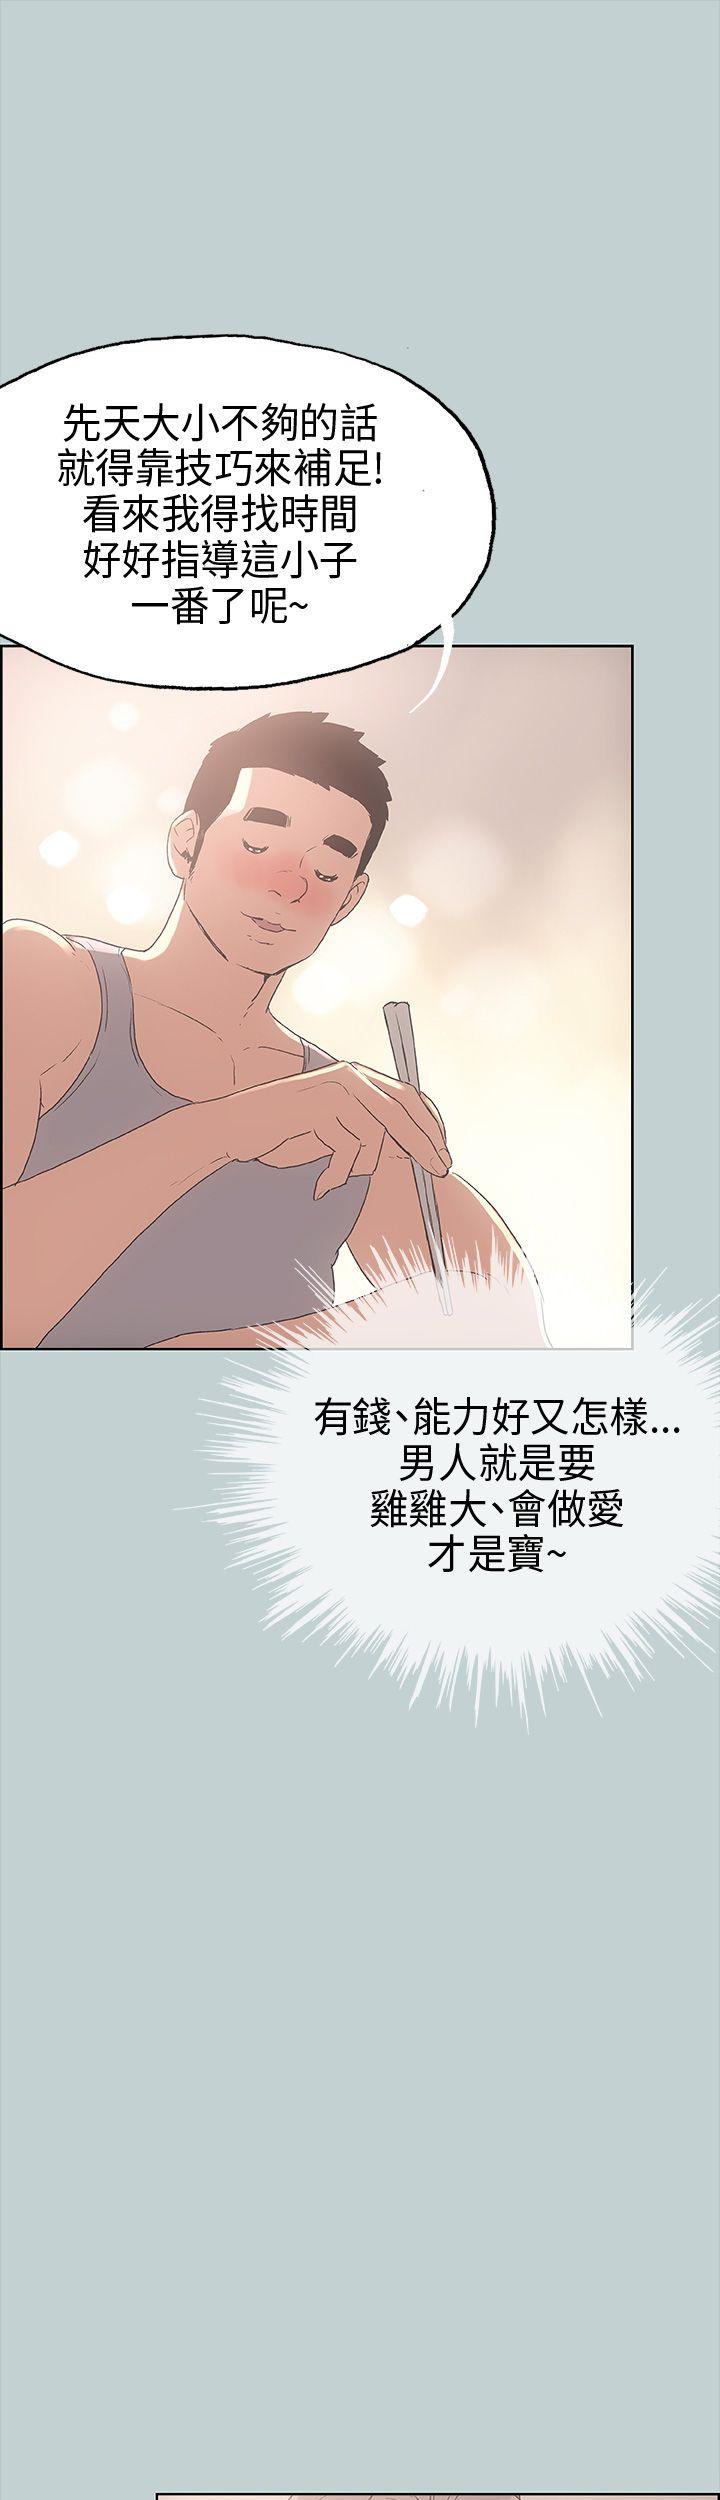 先天大小不夠的話
就得靠技巧來補足!
看來我得找時間
好好指導這小子
一番了呢~
有錢、能力好又怎樣...
男人就是要
雞雞大、會做愛
才是寶~